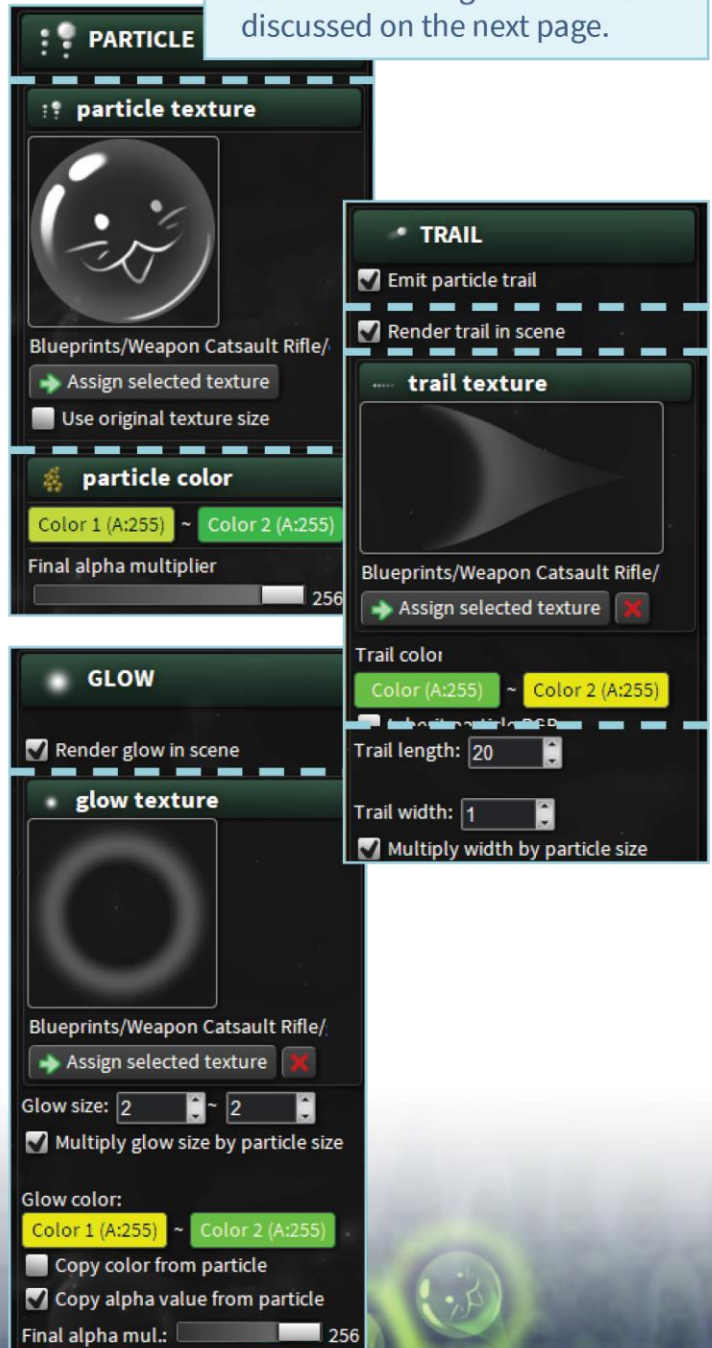 discussed on the next page.
PARTICLE
particle texture
Blueprints/Weapon Catsault Rifle/
Assign selected texture
Use original texture size
particle color
Color 1 (A:255) ~ Color 2 (A:255)
Final alpha multiplier
256
TRAIL
Emit particle trail
Render trail in scene
trail texture
Blueprints/Weapon Catsault Rifle/
Assign selected texture
Trail color
Color (A:255) ~ Color 2 (A:255)
Trail length: 20
Trail width: 1
Multiply width by particle size
GLOW
Render glow in scene
glow texture
Blueprints/Weapon Catsault Rifle/
Assign selected texture
Glow size: 2 ~ 2
Multiply glow size by particle size
Glow color:
Color 1 (A:255) ~ Color 2 (A:255)
Copy color from particle
Copy alpha value from particle
Final alpha mul.: 256